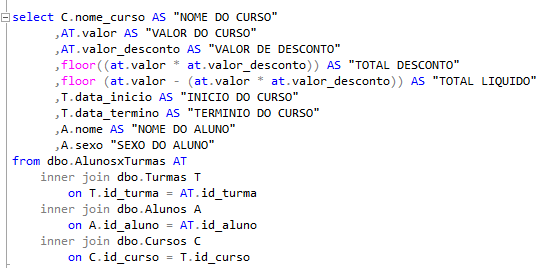 select C.nome_curso AS "NOME DO CURSO"
,AT.valor AS "VALOR DO CURSO"
,AT.valor_desconto AS "VALOR DE DESCONTO"
,floor((at.valor * at.valor_desconto)) AS "TOTAL DESCONTO"
,floor (at.valor - (at.valor * at.valor_desconto)) AS "TOTAL LIQUIDO"
,T.data_inicio AS "INICIO DO CURSO"
,T.data_termino AS "TERMINIO DO CURSO"
,A.nome AS "NOME DO ALUNO"
,A.sexo "SEXO DO ALUNO"
from dbo.AlunosxTurmas AT
inner join dbo.Turmas T
on T.id_turma = AT.id_turma
inner join dbo.Alunos A
on A.id_aluno = AT.id_aluno
inner join dbo.Cursos C
on C.id_curso = T.id_curso